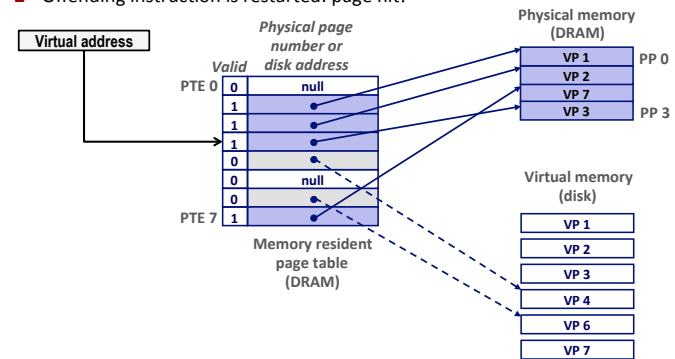 Offending instruction is restarted: page hit!
Virtual address
Physical page
number or
disk address
Valid
PTE 0
0
null
1
1
1
0
0
null
0
PTE 7
1
Memory resident
page table
(DRAM)
Physical memory
(DRAM)
VP 1
PP 0
VP 2
VP 7
VP 3
PP 3
Virtual memory
(disk)
VP 1
VP 2
VP 3
VP 4
VP 6
VP 7